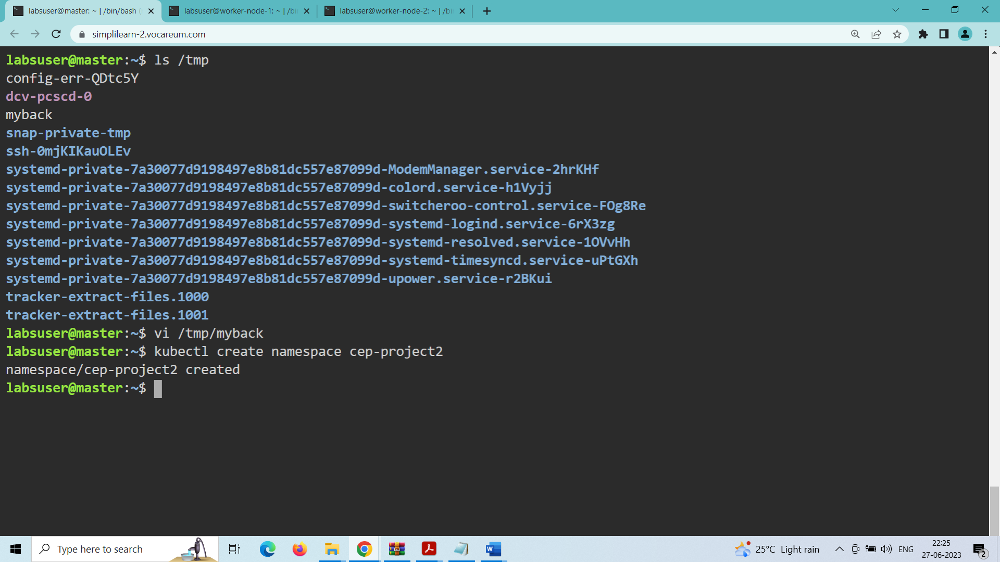 labsuser@master: ~ | /bin/bash
labsuser@worker-node-1: ~ | /bi
labsuser@worker-node-2: ~ | /bi
simplilearn-2.vocareum.com
labsuser@master:~$ ls /tmp
config-err-QDtc5Y
dcv-pcscd-0
myback
snap-private-tmp
ssh-0mjKIKauOLEv
systemd-private-7a30077d9198497e8b81dc557e87099d-ModemManager.service-2hrKHf
systemd-private-7a30077d9198497e8b81dc557e87099d-colord.service-h1Vyjj
systemd-private-7a30077d9198497e8b81dc557e87099d-switcheroo-control.service-FOg8Re
systemd-private-7a30077d9198497e8b81dc557e87099d-systemd-logind.service-6rX3zg
systemd-private-7a30077d9198497e8b81dc557e87099d-systemd-resolved.service-1OVvHh
systemd-private-7a30077d9198497e8b81dc557e87099d-systemd-timesyncd.service-uPtGXh
systemd-private-7a30077d9198497e8b81dc557e87099d-upower.service-r2BKui
tracker-extract-files.1000
tracker-extract-files.1001
labsuser@master:~$ vi /tmp/myback
labsuser@master:~$ kubectl create namespace cep-project2
namespace/cep-project2 created
labsuser@master:~$
Type here to search
25°C Light rain
ENG
22:25
27-06-2023
2